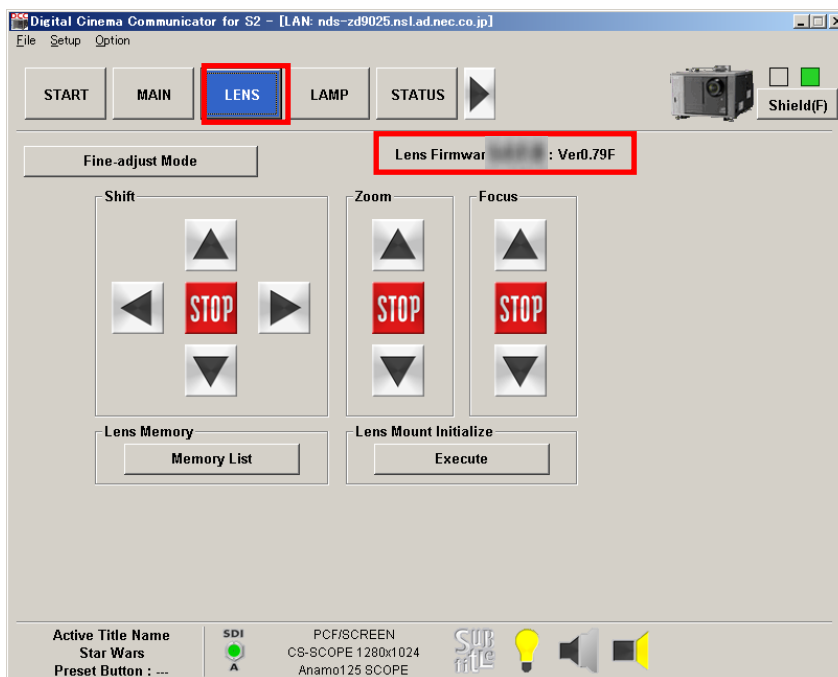 Digital Cinema Communicator for S2 - [LAN: nds-zd9025.nsl.ad.nec.co.jp]
File Setup Option
START MAIN LENS LAMP STATUS
Shield(F)
Fine-adjust Mode
Lens Firmwar : Ver0.79F
Shift Zoom Focus
STOP STOP STOP
Lens Memory Lens Mount Initialize
Memory List Execute
Active Title Name
Star Wars
Preset Button : ---
SDI
A
PCF/SCREEN
CS-SCOPE 1280x1024
Anamo125 SCOPE
SUB
title